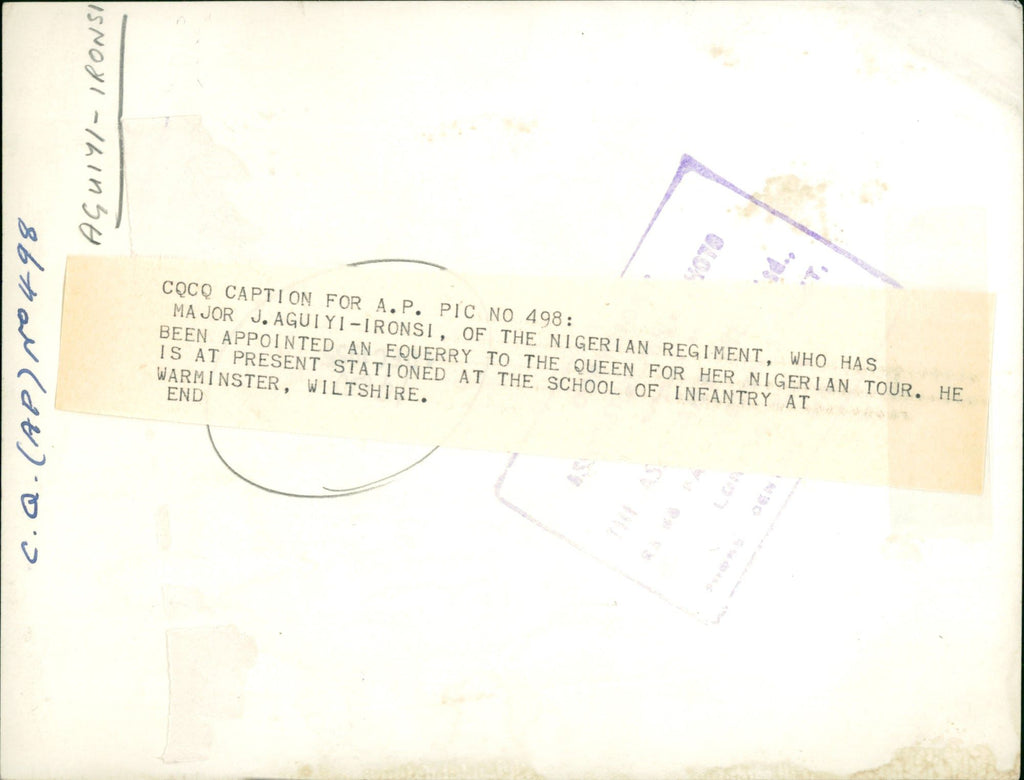 AGUIYI-IRONSI
C.Q.(AP)NO498
CQCQ CAPTION FOR A.P. PIC NO 498:
MAJOR J.AGUIYI-IRONSI, OF THE NIGERIAN REGIMENT, WHO HAS
BEEN APPOINTED AN EQUERRY TO THE QUEEN FOR HER NIGERIAN TOUR. HE
IS AT PRESENT STATIONED AT THE SCHOOL OF INFANTRY AT
WARMINSTER, WILTSHIRE.
END